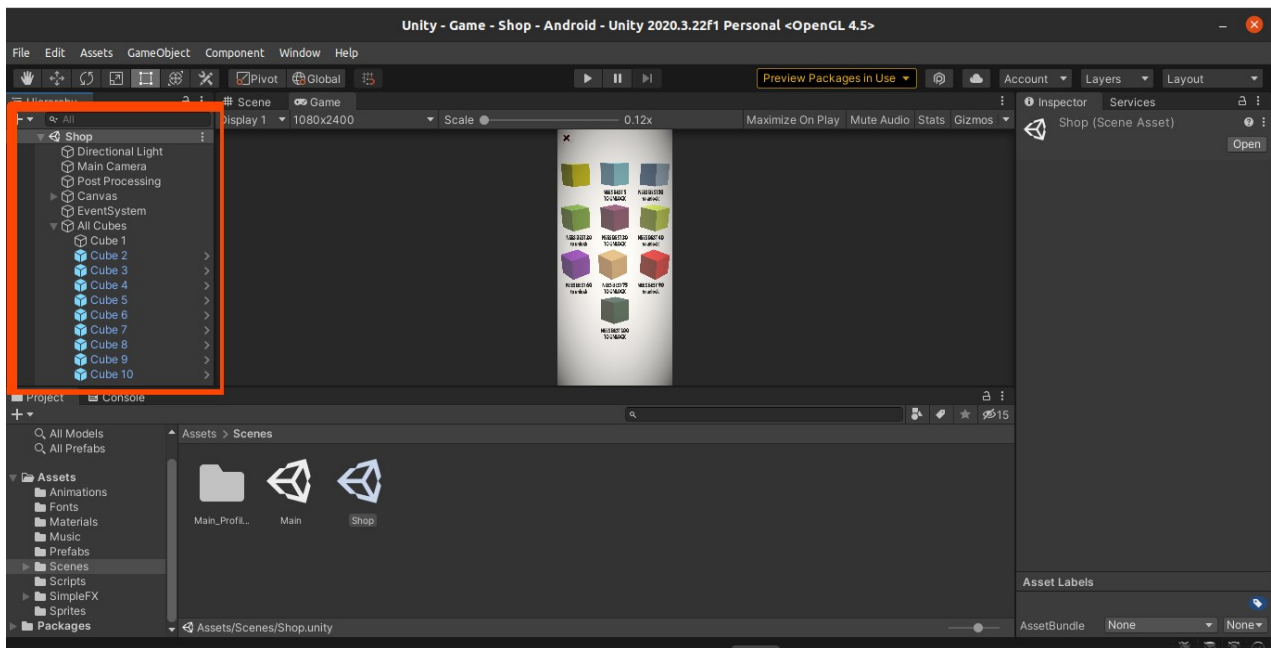 Unity - Game - Shop - Android - Unity 2020.3.22f1 Personal <OpenGL 4.5>
File Edit Assets GameObject Component Window Help
Pivot Global Preview Packages in Use Account Layers Layout
Hierarchy # Scene Game Inspector Services
All Display 1 1080x2400 Scale 0.12x Maximize On Play Mute Audio Stats Gizmos Shop (Scene Asset)
Open
Shop
Directional Light
Main Camera
Post Processing
Canvas
EventSystem
All Cubes
Cube 1
Cube 2
Cube 3
Cube 4
Cube 5
Cube 6
Cube 7
Cube 8
Cube 9
Cube 10
TO UNLOCK
Project Console
15
All Models
All Prefabs
Assets > Scenes
Assets
Animations
Fonts
Materials
Music
Prefabs
Scenes
Scripts
SimpleFX
Sprites
Packages
Main_Profil... Main Shop
Assets/Scenes/Shop.unity
Asset Labels
AssetBundle None None